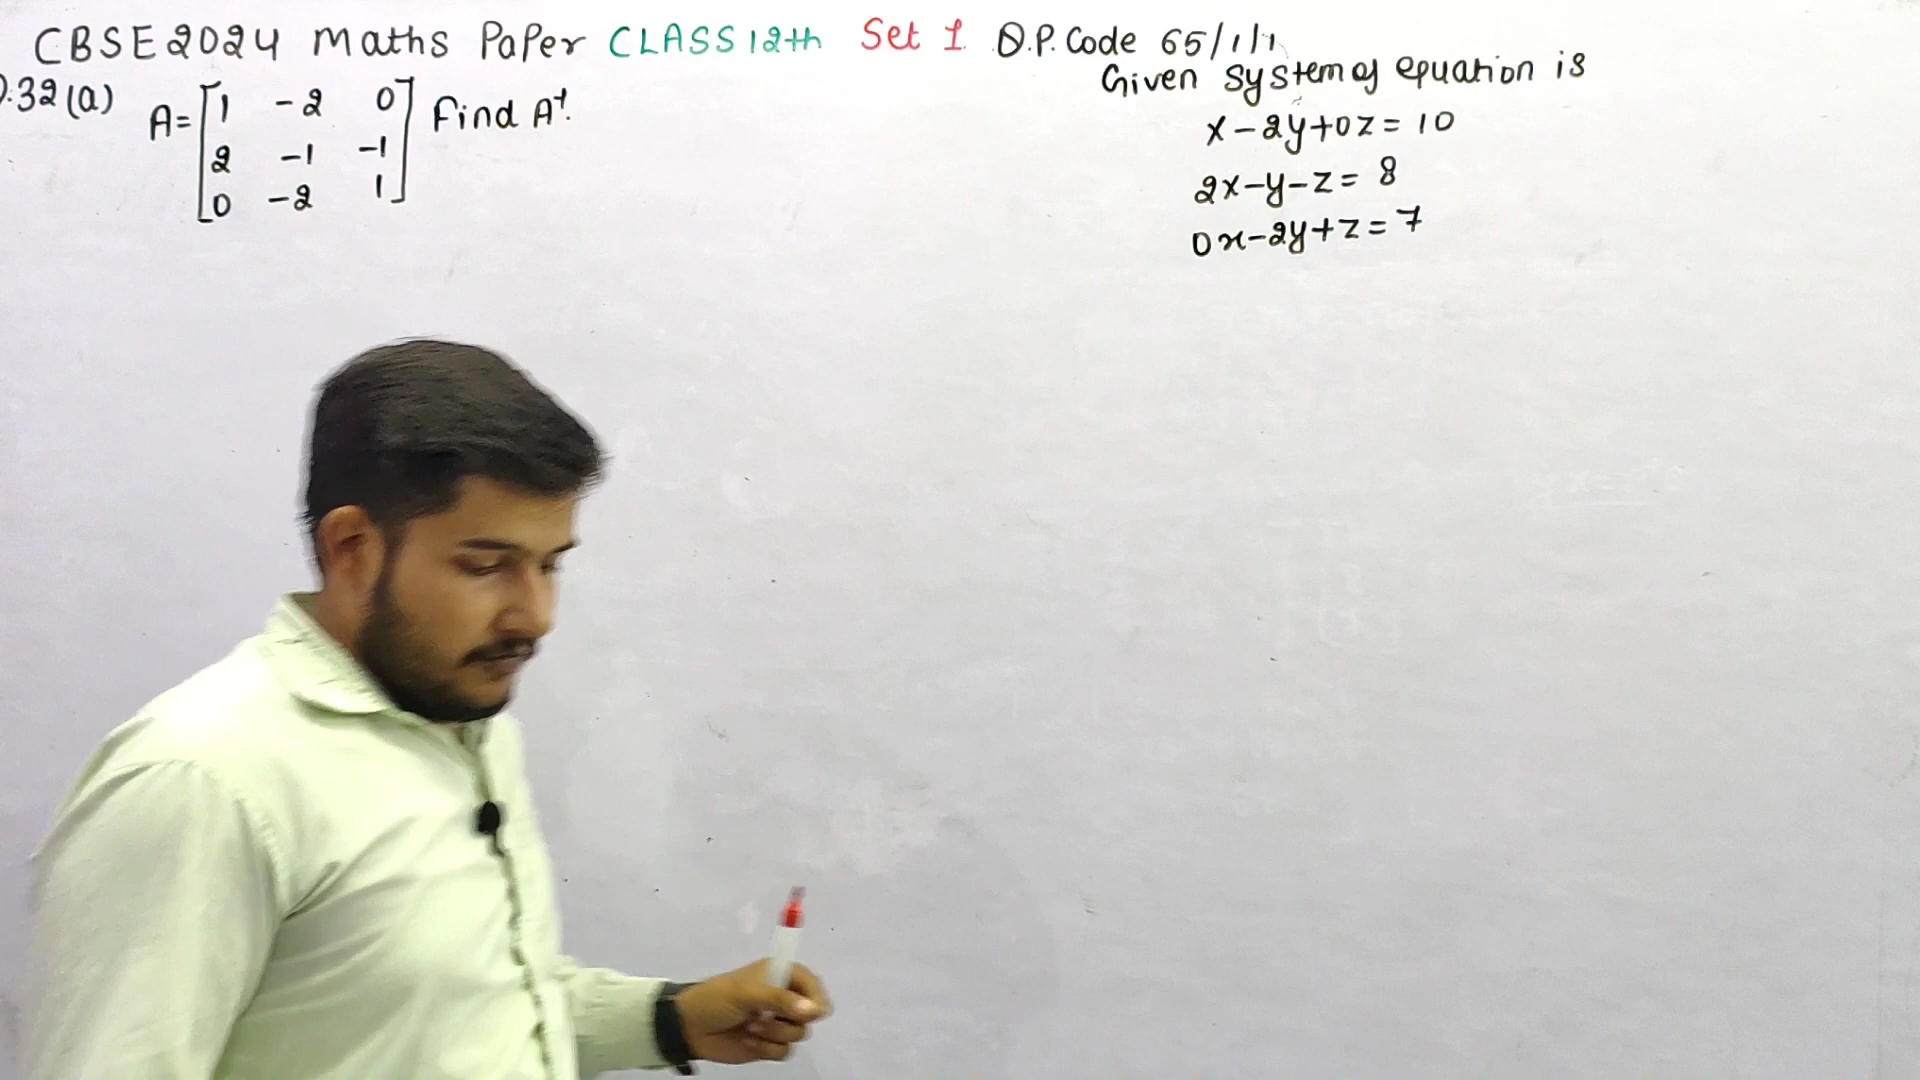 CBSE 2024 Maths Paper CLASS 12th Set 1 Q.P. Code 65/1/1
Q.32(a) A = [1 -2 0 Find A⁻¹.
2 -1 -1
0 -2 1]
Given system of equation is
x-2y+0z = 10
2x-y-z = 8
0x-2y+z = 7